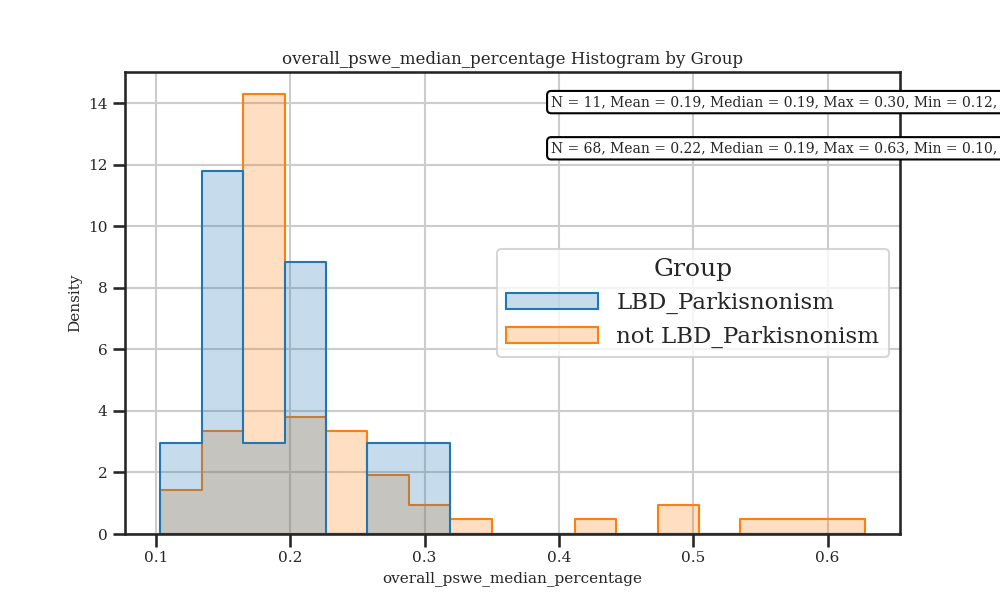 overall_pswe_median_percentage Histogram by Group
N = 11, Mean = 0.19, Median = 0.19, Max = 0.30, Min = 0.12,
N = 68, Mean = 0.22, Median = 0.19, Max = 0.63, Min = 0.10,
Group
LBD_Parkisnonism
not LBD_Parkisnonism
Density
14
12
10
8
6
4
2
0
0.1 0.2 0.3 0.4 0.5 0.6
overall_pswe_median_percentage